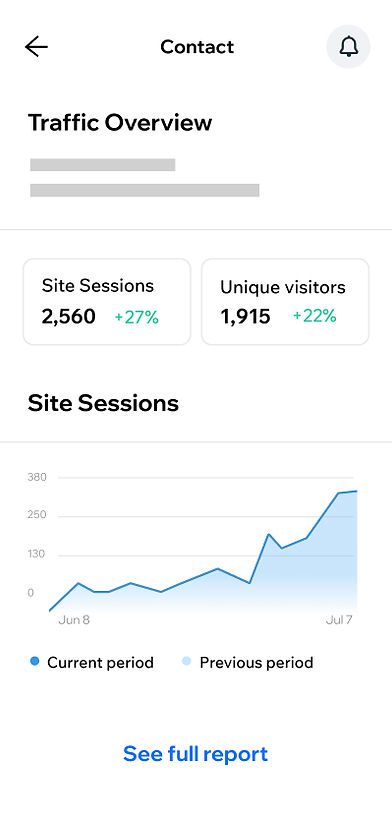 Contact
Traffic Overview
Site Sessions
2,560 +27%
Unique visitors
1,915 +22%
Site Sessions
380
250
130
0
Jun 8 Jul 7
Current period Previous period
See full report